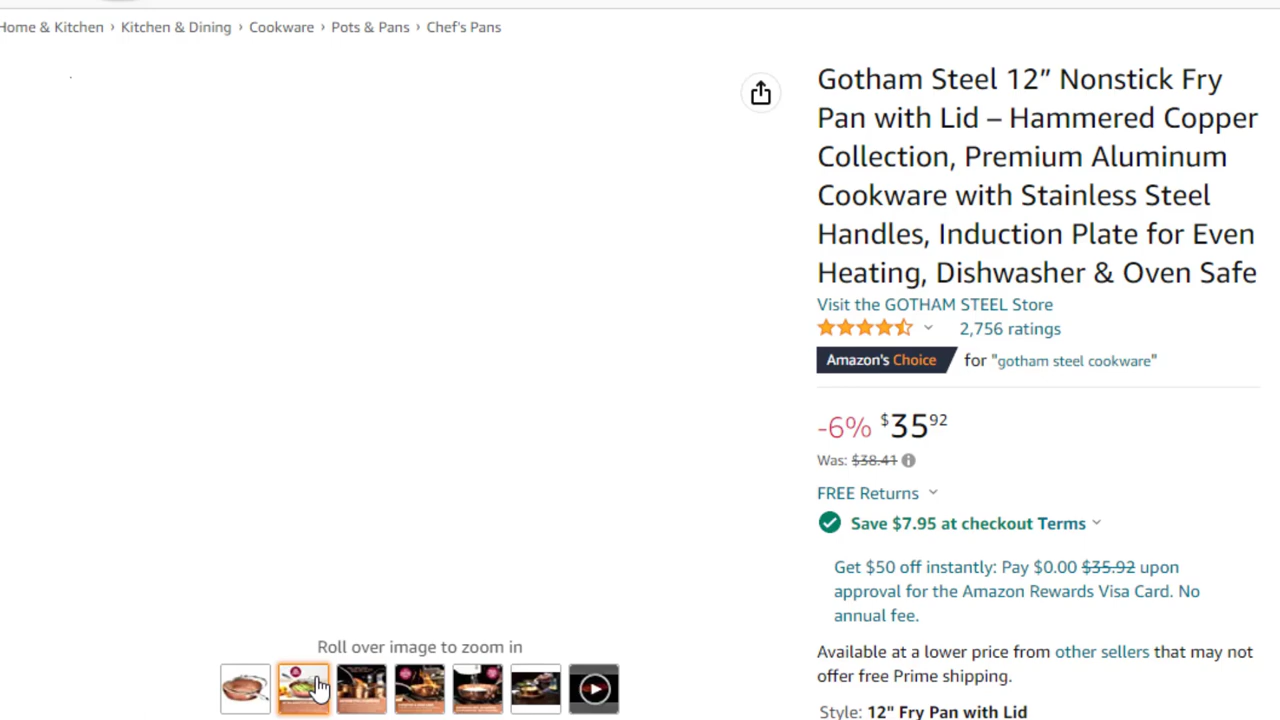 Home & Kitchen › Kitchen & Dining › Cookware › Pots & Pans › Chef's Pans
Gotham Steel 12” Nonstick Fry
Pan with Lid – Hammered Copper
Collection, Premium Aluminum
Cookware with Stainless Steel
Handles, Induction Plate for Even
Heating, Dishwasher & Oven Safe
Visit the GOTHAM STEEL Store
2,756 ratings
Amazon's Choice for "gotham steel cookware"
-6% $35 92
Was: $38.41
FREE Returns
Save $7.95 at checkout Terms
Get $50 off instantly: Pay $0.00 $35.92 upon
approval for the Amazon Rewards Visa Card. No
annual fee.
Available at a lower price from other sellers that may not
offer free Prime shipping.
Style: 12" Fry Pan with Lid
Roll over image to zoom in